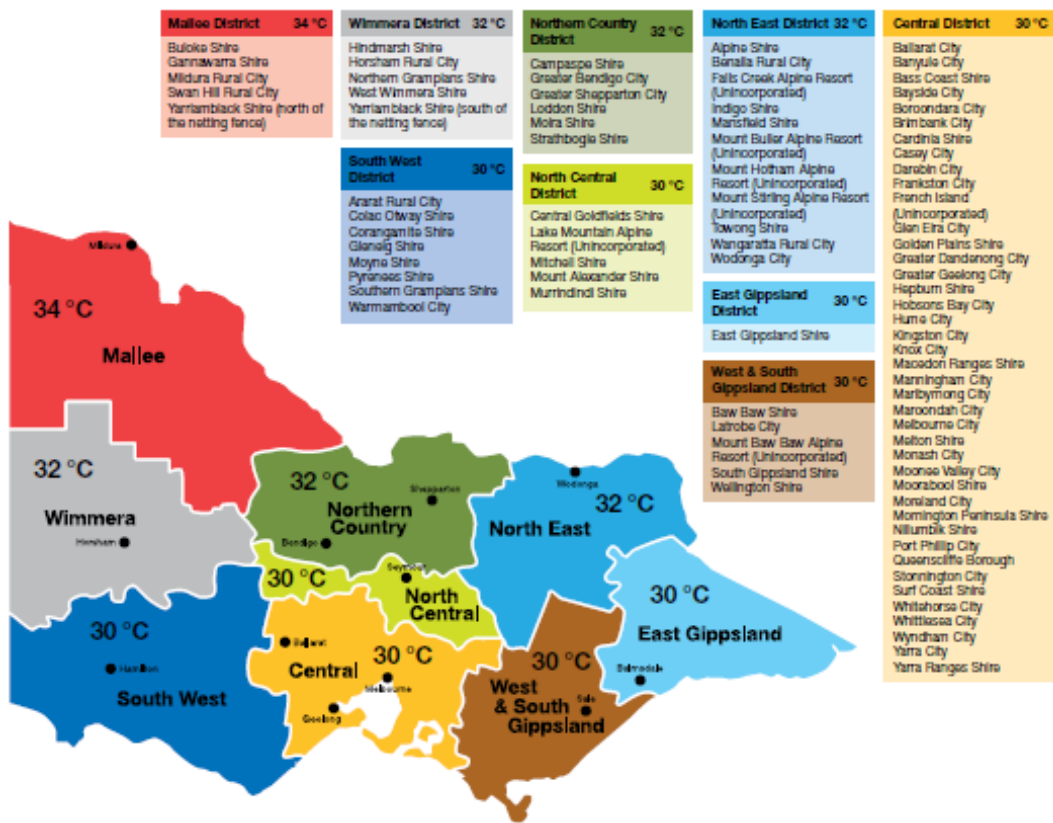 Mallee District 34 °C
Buloke Shire
Gannawarra Shire
Mildura Rural City
Swan Hill Rural City
Yarriambiack Shire (north of
the netting fence)
Wimmera District 32 °C
Hindmarsh Shire
Horsham Rural City
Northern Grampians Shire
West Wimmera Shire
Yarriambiack Shire (south of
the netting fence)
South West
District 30 °C
Ararat Rural City
Colac Otway Shire
Corangamite Shire
Glenelg Shire
Moyne Shire
Pyrenees Shire
Southern Grampians Shire
Warrnambool City
Northern Country
District 32 °C
Campaspe Shire
Greater Bendigo City
Greater Shepparton City
Loddon Shire
Moira Shire
Strathbogie Shire
North Central
District 30 °C
Central Goldfields Shire
Lake Mountain Alpine
Resort (Unincorporated)
Mitchell Shire
Mount Alexander Shire
Murrindindi Shire
North East District 32 °C
Alpine Shire
Benalla Rural City
Falls Creek Alpine Resort
(Unincorporated)
Indigo Shire
Mansfield Shire
Mount Buller Alpine Resort
(Unincorporated)
Mount Hotham Alpine
Resort (Unincorporated)
Mount Stirling Alpine Resort
(Unincorporated)
Towong Shire
Wangaratta Rural City
Wodonga City
East Gippsland
District 30 °C
East Gippsland Shire
West & South
Gippsland District 30 °C
Baw Baw Shire
Latrobe City
Mount Baw Baw Alpine
Resort (Unincorporated)
South Gippsland Shire
Wellington Shire
Central District 30 °C
Ballarat City
Banyule City
Bass Coast Shire
Bayside City
Boroondara City
Brimbank City
Cardinia Shire
Casey City
Darebin City
Frankston City
French Island
(Unincorporated)
Glen Eira City
Golden Plains Shire
Greater Dandenong City
Greater Geelong City
Hepburn Shire
Hobsons Bay City
Hume City
Kingston City
Knox City
Macedon Ranges Shire
Manningham City
Maribyrnong City
Maroondah City
Melbourne City
Melton Shire
Monash City
Moonee Valley City
Moorabool Shire
Moreland City
Mornington Peninsula Shire
Nillumbik Shire
Port Phillip City
Queenscliffe Borough
Stonnington City
Surf Coast Shire
Whitehorse City
Whittlesea City
Wyndham City
Yarra City
Yarra Ranges Shire
Mildura
34 °C
Mallee
32 °C
Wimmera
Horsham
32 °C
Shepparton
Northern
Country
Bendigo
Wodonga
32 °C
North East
30 °C
Seymour
North
Central
30 °C
East Gippsland
Bairnsdale
30 °C
Hamilton
South West
Ballarat
Central
30 °C
Melbourne
Geelong
30 °C
West
& South
Gippsland
Sale